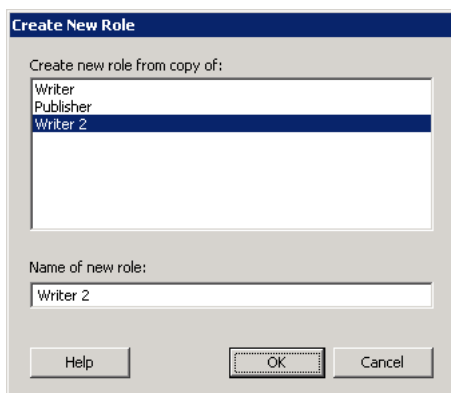 Create New Role
Create new role from copy of:
Writer
Publisher
Writer 2
Name of new role:
Writer 2
Help OK Cancel